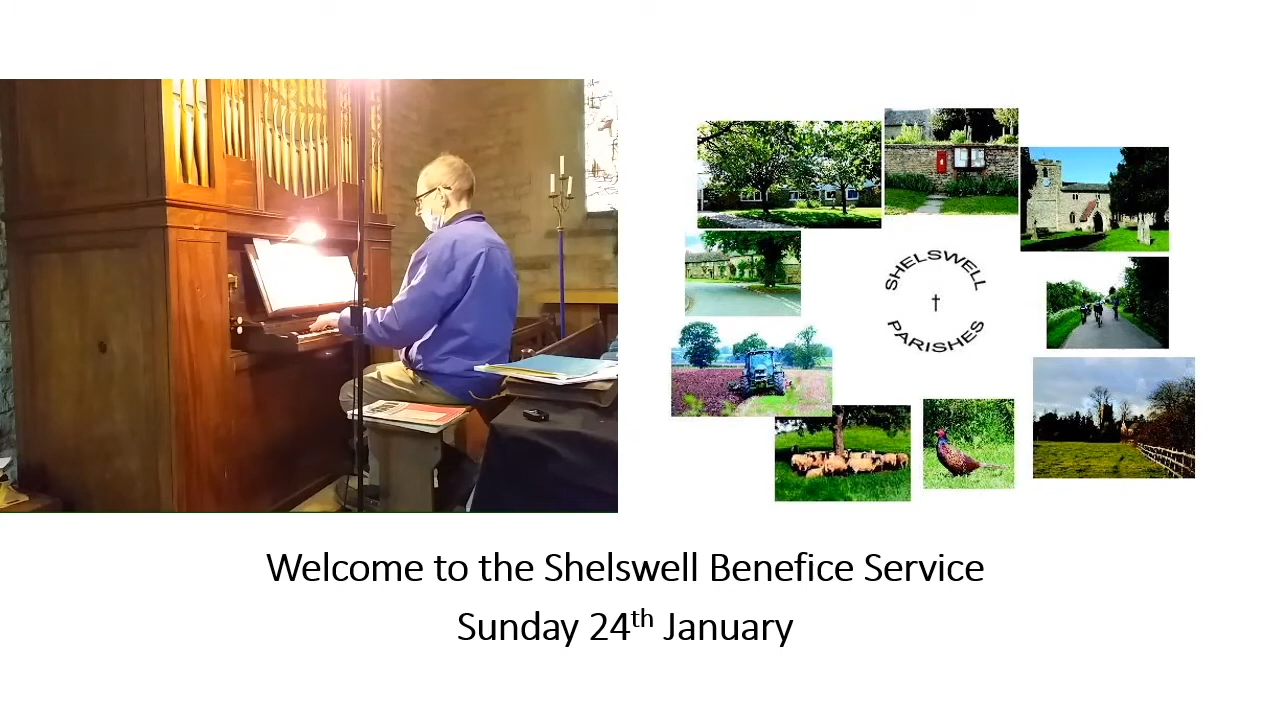 SHELSWELL
†
PARISHES
Welcome to the Shelswell Benefice Service
Sunday 24th January